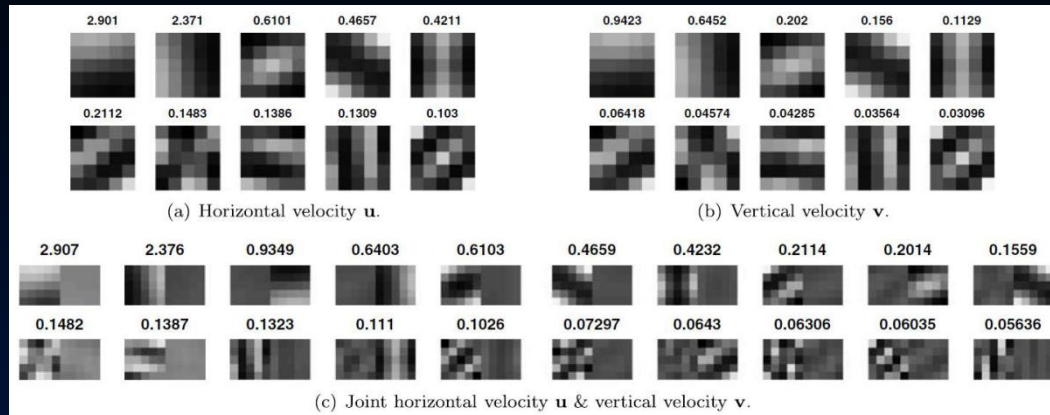 2.901 2.371 0.6101 0.4657 0.4211
0.2112 0.1483 0.1386 0.1309 0.103
(a) Horizontal velocity u.
0.9423 0.6452 0.202 0.156 0.1129
0.06418 0.04574 0.04285 0.03564 0.03096
(b) Vertical velocity v.
2.907 2.376 0.9349 0.6403 0.6103 0.4659 0.4232 0.2114 0.2014 0.1559
0.1482 0.1387 0.1323 0.111 0.1026 0.07297 0.0643 0.06306 0.06035 0.05636
(c) Joint horizontal velocity u & vertical velocity v.